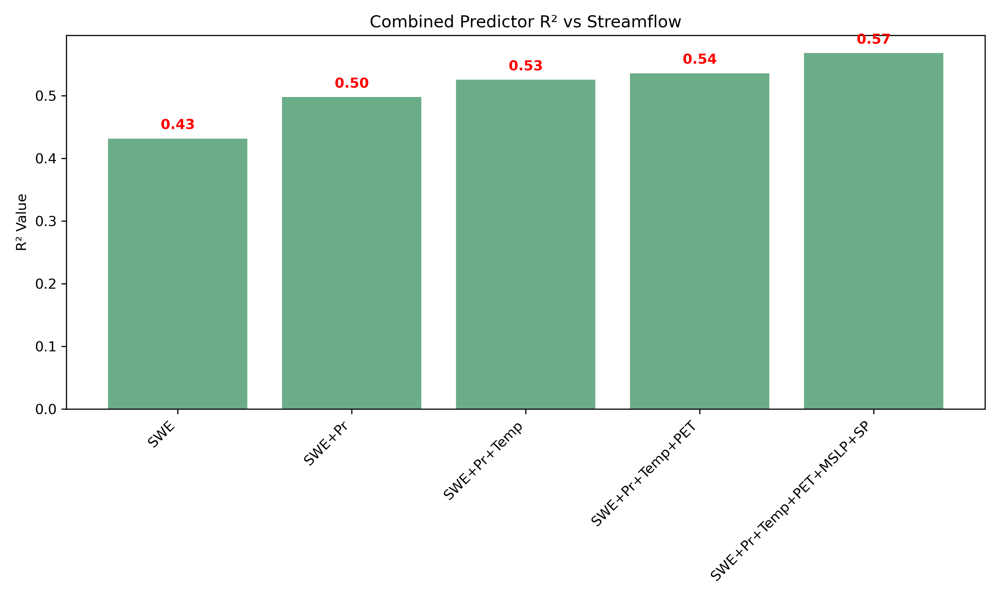 Combined Predictor R² vs Streamflow
R² Value
0.5
0.4
0.3
0.2
0.1
0.0
0.43
0.50
0.53
0.54
0.57
SWE
SWE+Pr
SWE+Pr+Temp
SWE+Pr+Temp+PET
SWE+Pr+Temp+PET+MSLP+SP